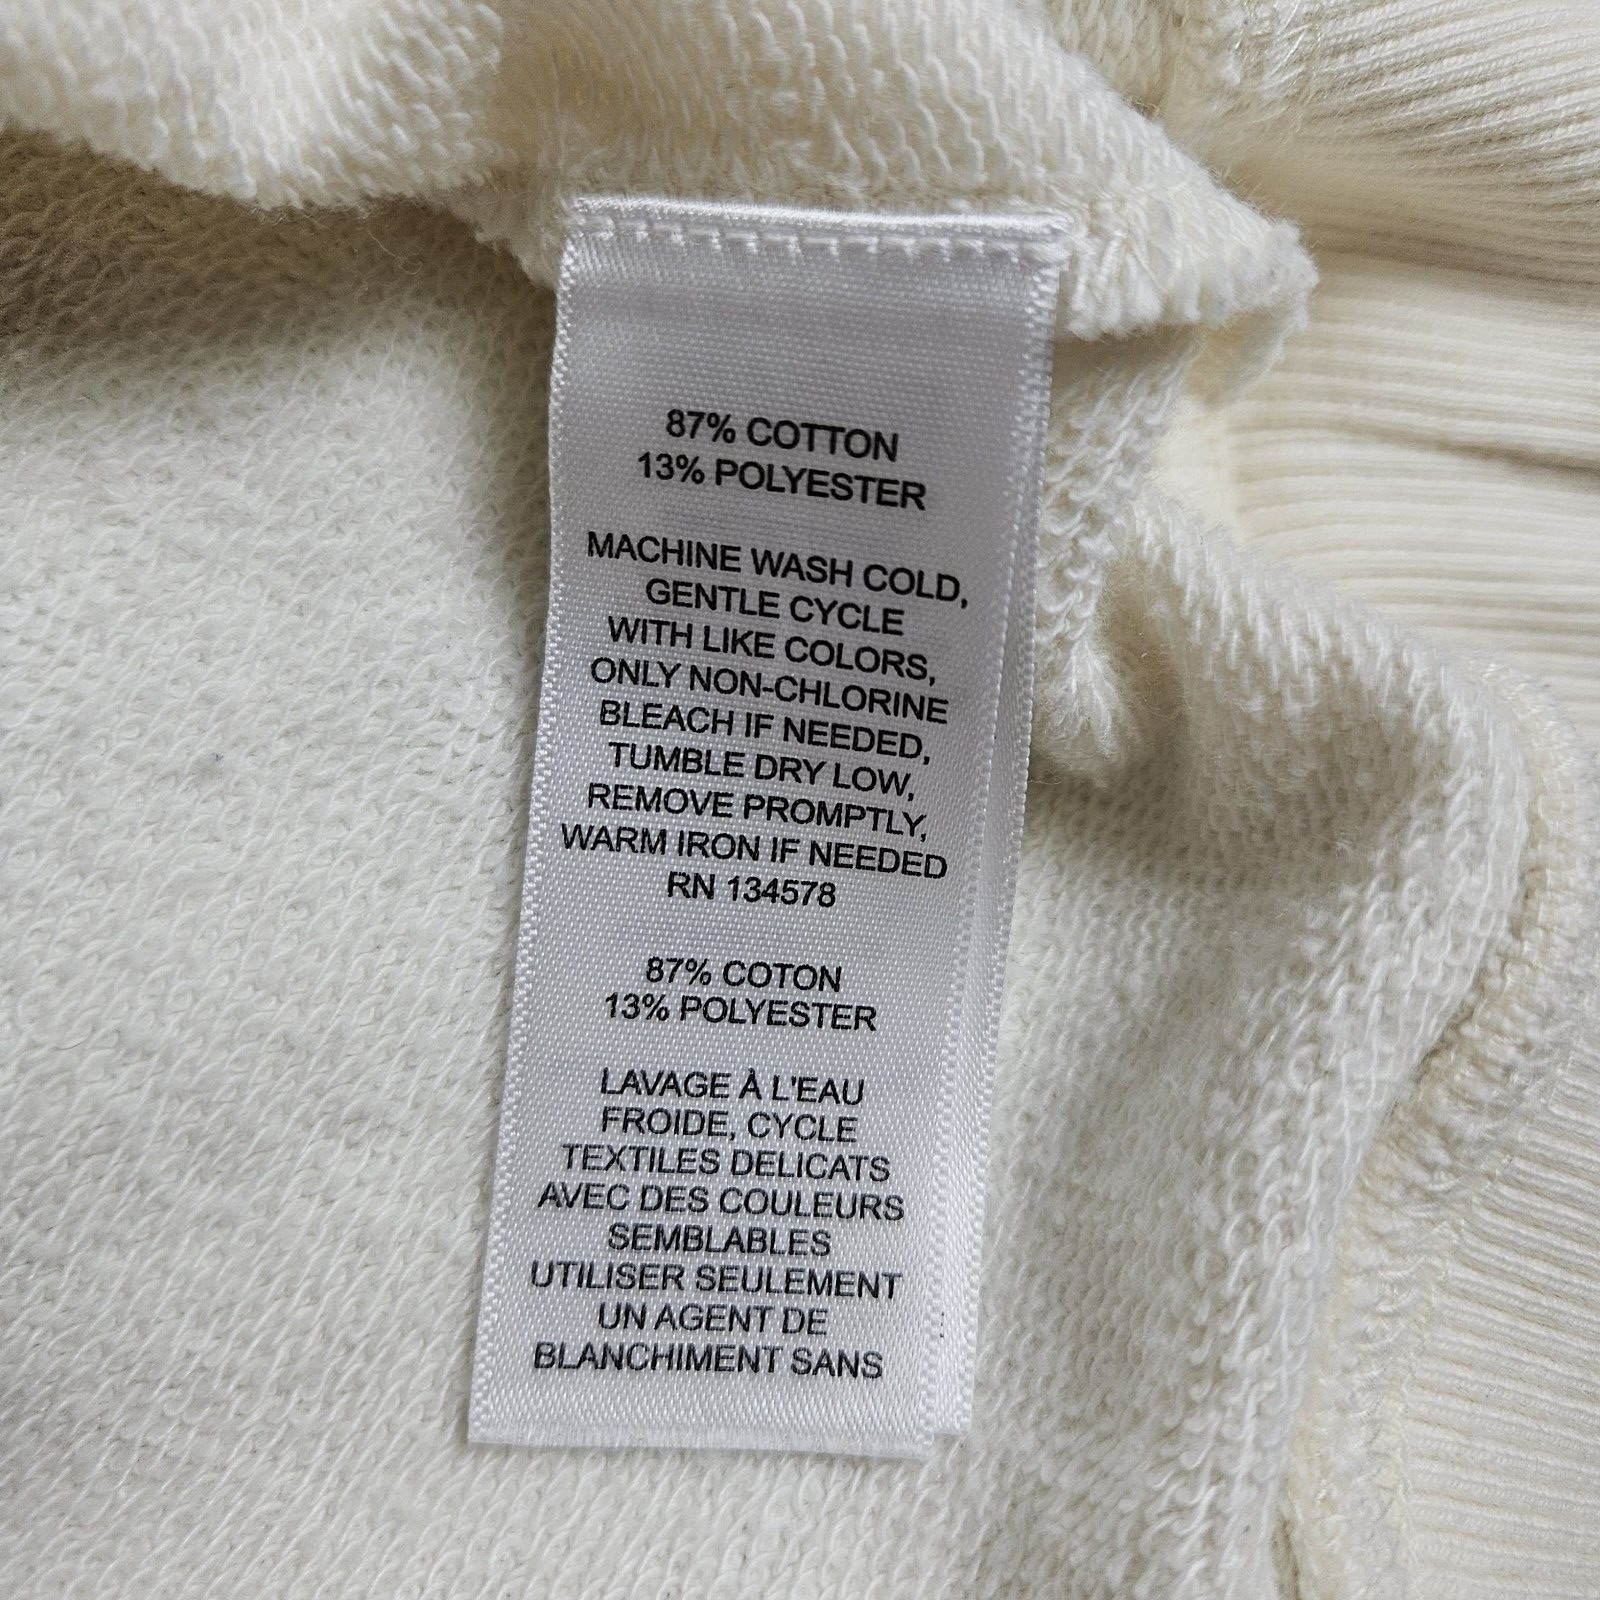 87% COTTON
13% POLYESTER
MACHINE WASH COLD,
GENTLE CYCLE
WITH LIKE COLORS,
ONLY NON-CHLORINE
BLEACH IF NEEDED,
TUMBLE DRY LOW,
REMOVE PROMPTLY,
WARM IRON IF NEEDED
RN 134578
87% COTON
13% POLYESTER
LAVAGE À L'EAU
FROIDE, CYCLE
TEXTILES DELICATS
AVEC DES COULEURS
SEMBLABLES
UTILISER SEULEMENT
UN AGENT DE
BLANCHIMENT SANS